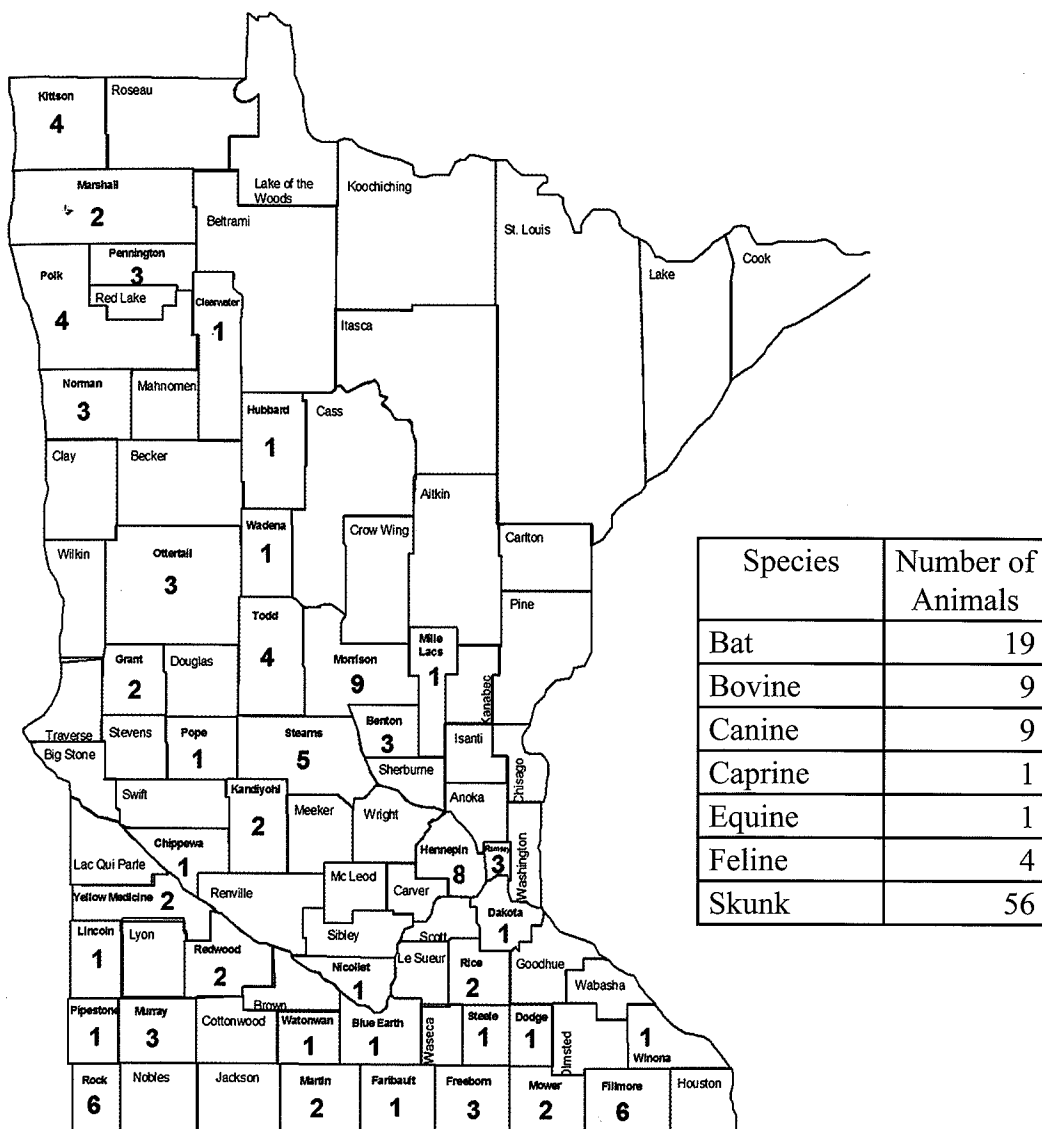 Kittson
4
Roseau
Lake of the
Woods
Koochiching
Marshall
2
Beltrami
St. Louis
Pennington
3
Polk
4
Red Lake
Clearwater
1
Lake
Cook
Itasca
Norman
3
Mahnomen
Hubbard
1
Cass
Clay
Becker
Aitkin
Wadena
1
Crow Wing
Carlton
Wilkin
Ottertail
3
Pine
Todd
4
Mille
Lacs
1
Morrison
9
Kanabec
Grant
2
Douglas
Traverse
Stevens
Pope
1
Stearns
5
Benton
3
Isanti
Big Stone
Sherburne
Chisago
Swift
Kandiyohi
2
Meeker
Wright
Anoka
Chippewa
1
Hennepin
8
Ramsey
3
Washington
Lac Qui Parle
Mc Leod
Carver
Yellow Medicine
2
Renville
Dakota
1
Lincoln
1
Lyon
Redwood
2
Sibley
Scott
Nicollet
1
Le Sueur
Rice
2
Goodhue
Wabasha
Brown
Pipestone
1
Murray
3
Cottonwood
Watonwan
1
Blue Earth
1
Waseca
Steele
1
Dodge
1
Olmsted
1
Winona
Rock
6
Nobles
Jackson
Martin
2
Faribault
1
Freeborn
3
Mower
2
Fillmore
6
Houston
Species Number of
Animals
Bat 19
Bovine 9
Canine 9
Caprine 1
Equine 1
Feline 4
Skunk 56